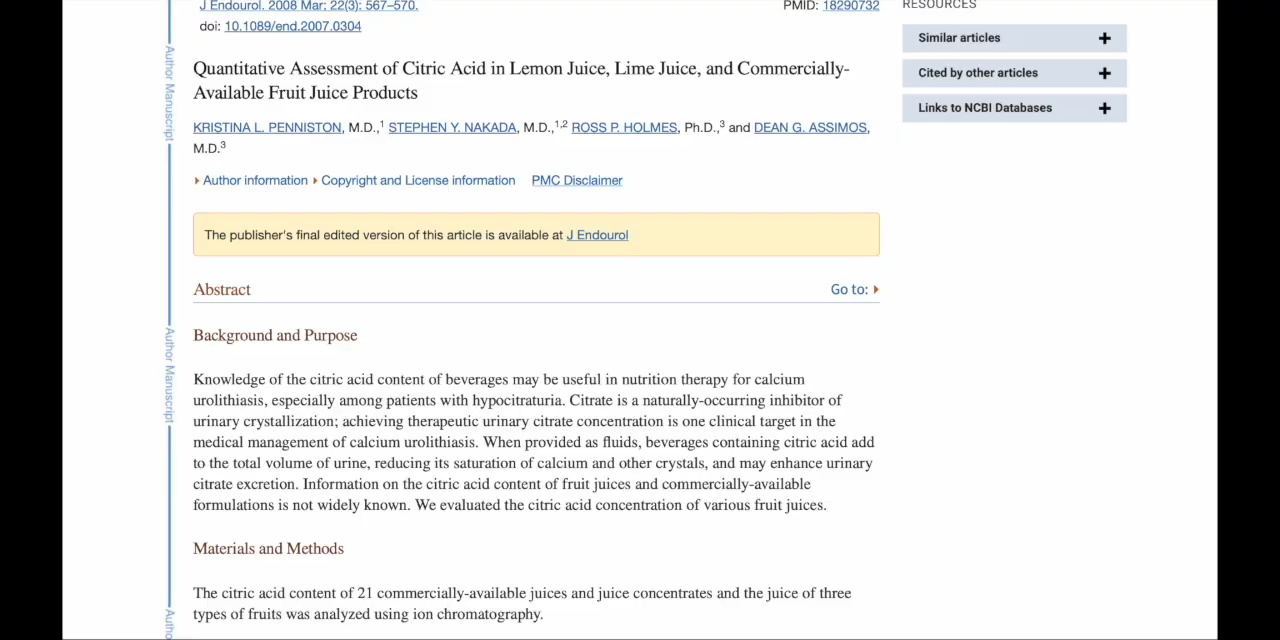 J Endourol. 2008 Mar; 22(3): 567–570.
PMID: 18290732
doi: 10.1089/end.2007.0304
Quantitative Assessment of Citric Acid in Lemon Juice, Lime Juice, and Commercially-
Available Fruit Juice Products
KRISTINA L. PENNISTON, M.D.,1 STEPHEN Y. NAKADA, M.D.,1,2 ROSS P. HOLMES, Ph.D.,3 and DEAN G. ASSIMOS,
M.D.3
Author information Copyright and License information PMC Disclaimer
The publisher's final edited version of this article is available at J Endourol
Abstract
Go to:
Background and Purpose
Knowledge of the citric acid content of beverages may be useful in nutrition therapy for calcium
urolithiasis, especially among patients with hypocitraturia. Citrate is a naturally-occurring inhibitor of
urinary crystallization; achieving therapeutic urinary citrate concentration is one clinical target in the
medical management of calcium urolithiasis. When provided as fluids, beverages containing citric acid add
to the total volume of urine, reducing its saturation of calcium and other crystals, and may enhance urinary
citrate excretion. Information on the citric acid content of fruit juices and commercially-available
formulations is not widely known. We evaluated the citric acid concentration of various fruit juices.
Materials and Methods
The citric acid content of 21 commercially-available juices and juice concentrates and the juice of three
types of fruits was analyzed using ion chromatography.
RESOURCES
Similar articles
Cited by other articles
Links to NCBI Databases
Author Manuscript
Author Manuscript
Autho